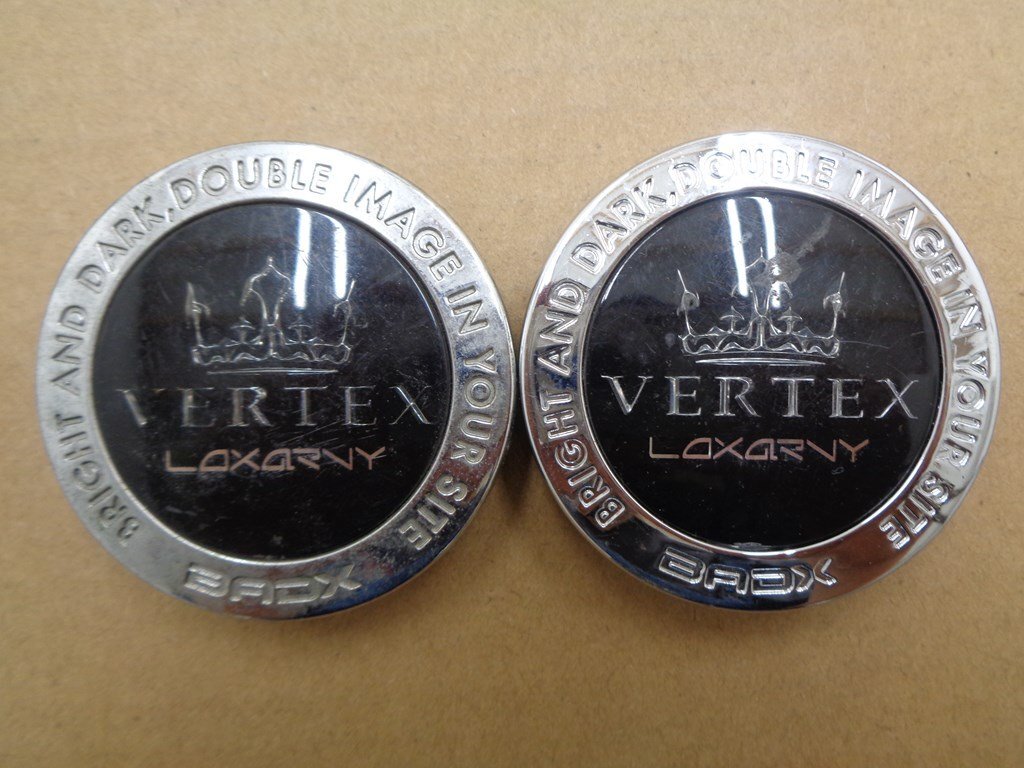 BRIGHT AND DARK,DOUBLE IMAGE IN YOUR SITE
VERTEX
LOXARNY
BADX
BRIGHT AND DARK,DOUBLE IMAGE IN YOUR SITE
VERTEX
LOXARNY
BADX